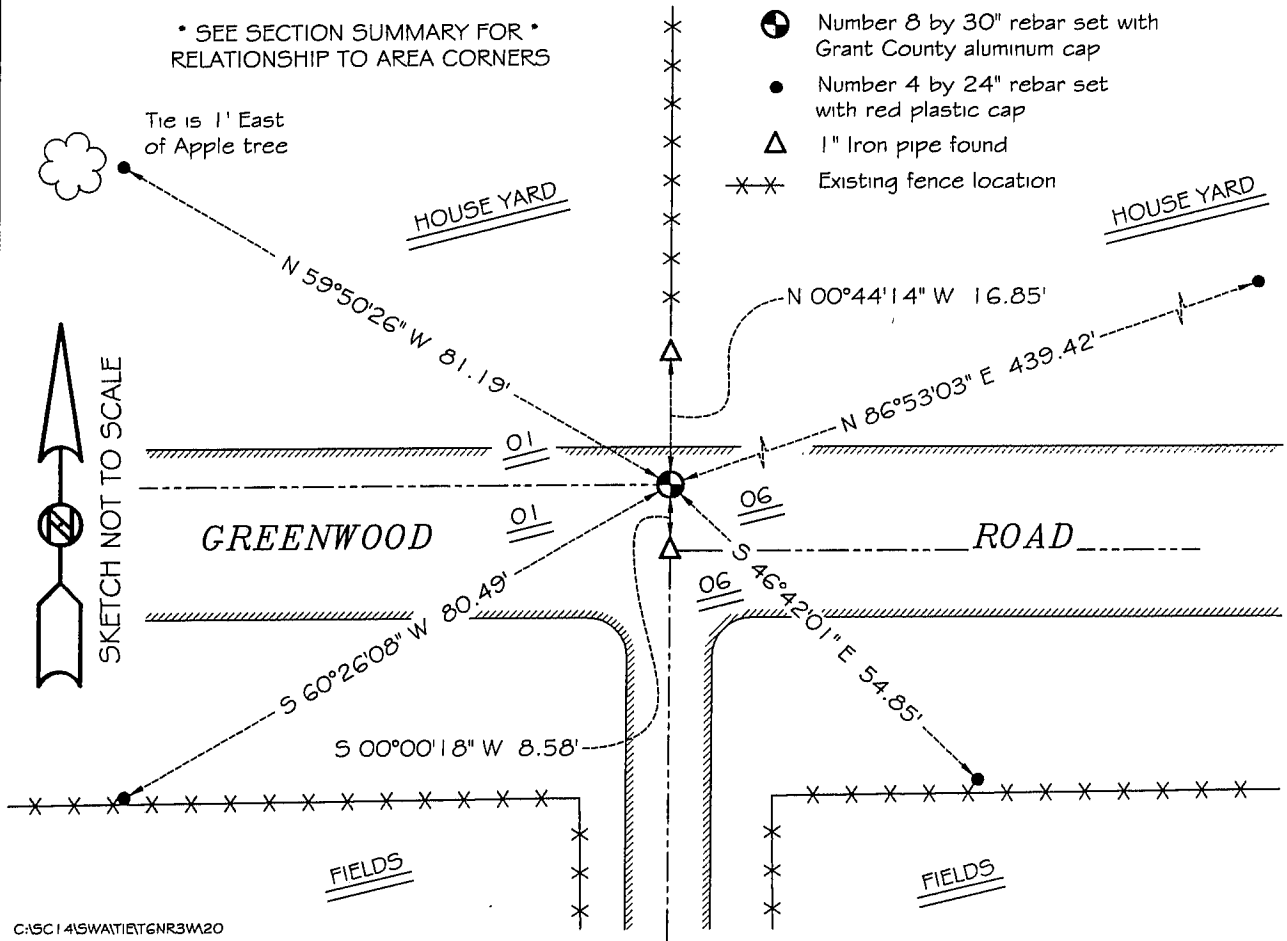 * SEE SECTION SUMMARY FOR *
RELATIONSHIP TO AREA CORNERS
Number 8 by 30" rebar set with
Grant County aluminum cap
Number 4 by 24" rebar set
with red plastic cap
1" Iron pipe found
Existing fence location
Tie is 1' East
of Apple tree
HOUSE YARD
HOUSE YARD
N 59°50'26" W 81.19'
N 00°44'14" W 16.85'
N 86°53'03" E 439.42'
SKETCH NOT TO SCALE
N
01
01
06
06
GREENWOOD
ROAD
S 60°26'08" W 80.49'
S 46°42'01" E 54.85'
S 00°00'18" W 8.58'
FIELDS
FIELDS
C:\SC14\SWA\TIE\T6NR3W\20